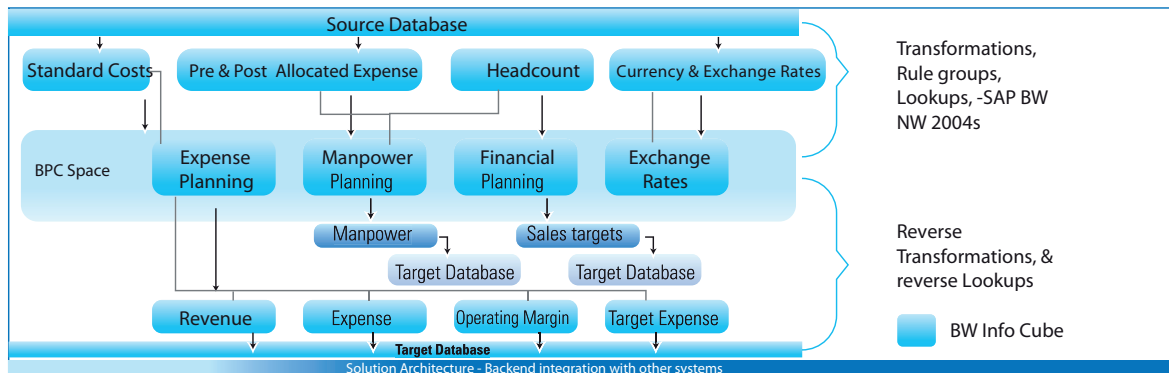 Source Database
Standard Costs
Pre & Post Allocated Expense
Headcount
Currency & Exchange Rates
Transformations,
Rule groups,
Lookups, -SAP BW
NW 2004s
BPC Space
Expense
Planning
Manpower
Planning
Financial
Planning
Exchange
Rates
Manpower
Sales targets
Target Database
Target Database
Reverse
Transformations, &
reverse Lookups
Revenue
Expense
Operating Margin
Target Expense
BW Info Cube
Target Database
Solution Architecture - Backend integration with other systems